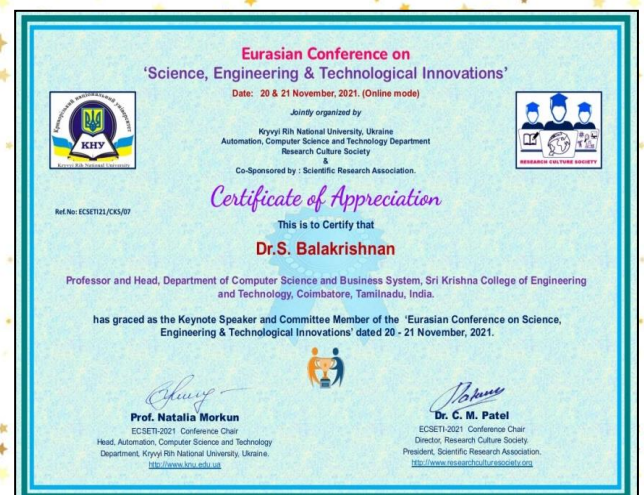 Eurasian Conference on
'Science, Engineering & Technological Innovations'
Date: 20 & 21 November, 2021. (Online mode)
Jointly organized by
Kryvyi Rih National University, Ukraine
Automation, Computer Science and Technology Department
Research Culture Society
&
Co-Sponsored by : Scientific Research Association.
Криворізький національний університет
КНУ
Kryvyi Rih National University
RESEARCH CULTURE SOCIETY
Certificate of Appreciation
Ref.No: ECSETI21/CKS/07
This is to Certify that
Dr.S. Balakrishnan
Professor and Head, Department of Computer Science and Business System, Sri Krishna College of Engineering
and Technology, Coimbatore, Tamilnadu, India.
has graced as the Keynote Speaker and Committee Member of the 'Eurasian Conference on Science,
Engineering & Technological Innovations' dated 20 - 21 November, 2021.
Prof. Natalia Morkun
ECSETI-2021 Conference Chair
Head, Automation, Computer Science and Technology
Department, Kryvyi Rih National University, Ukraine.
http://www.knu.edu.ua
Dr. C. M. Patel
ECSETI-2021 Conference Chair
Director, Research Culture Society.
President, Scientific Research Association.
http://www.researchculturesociety.org